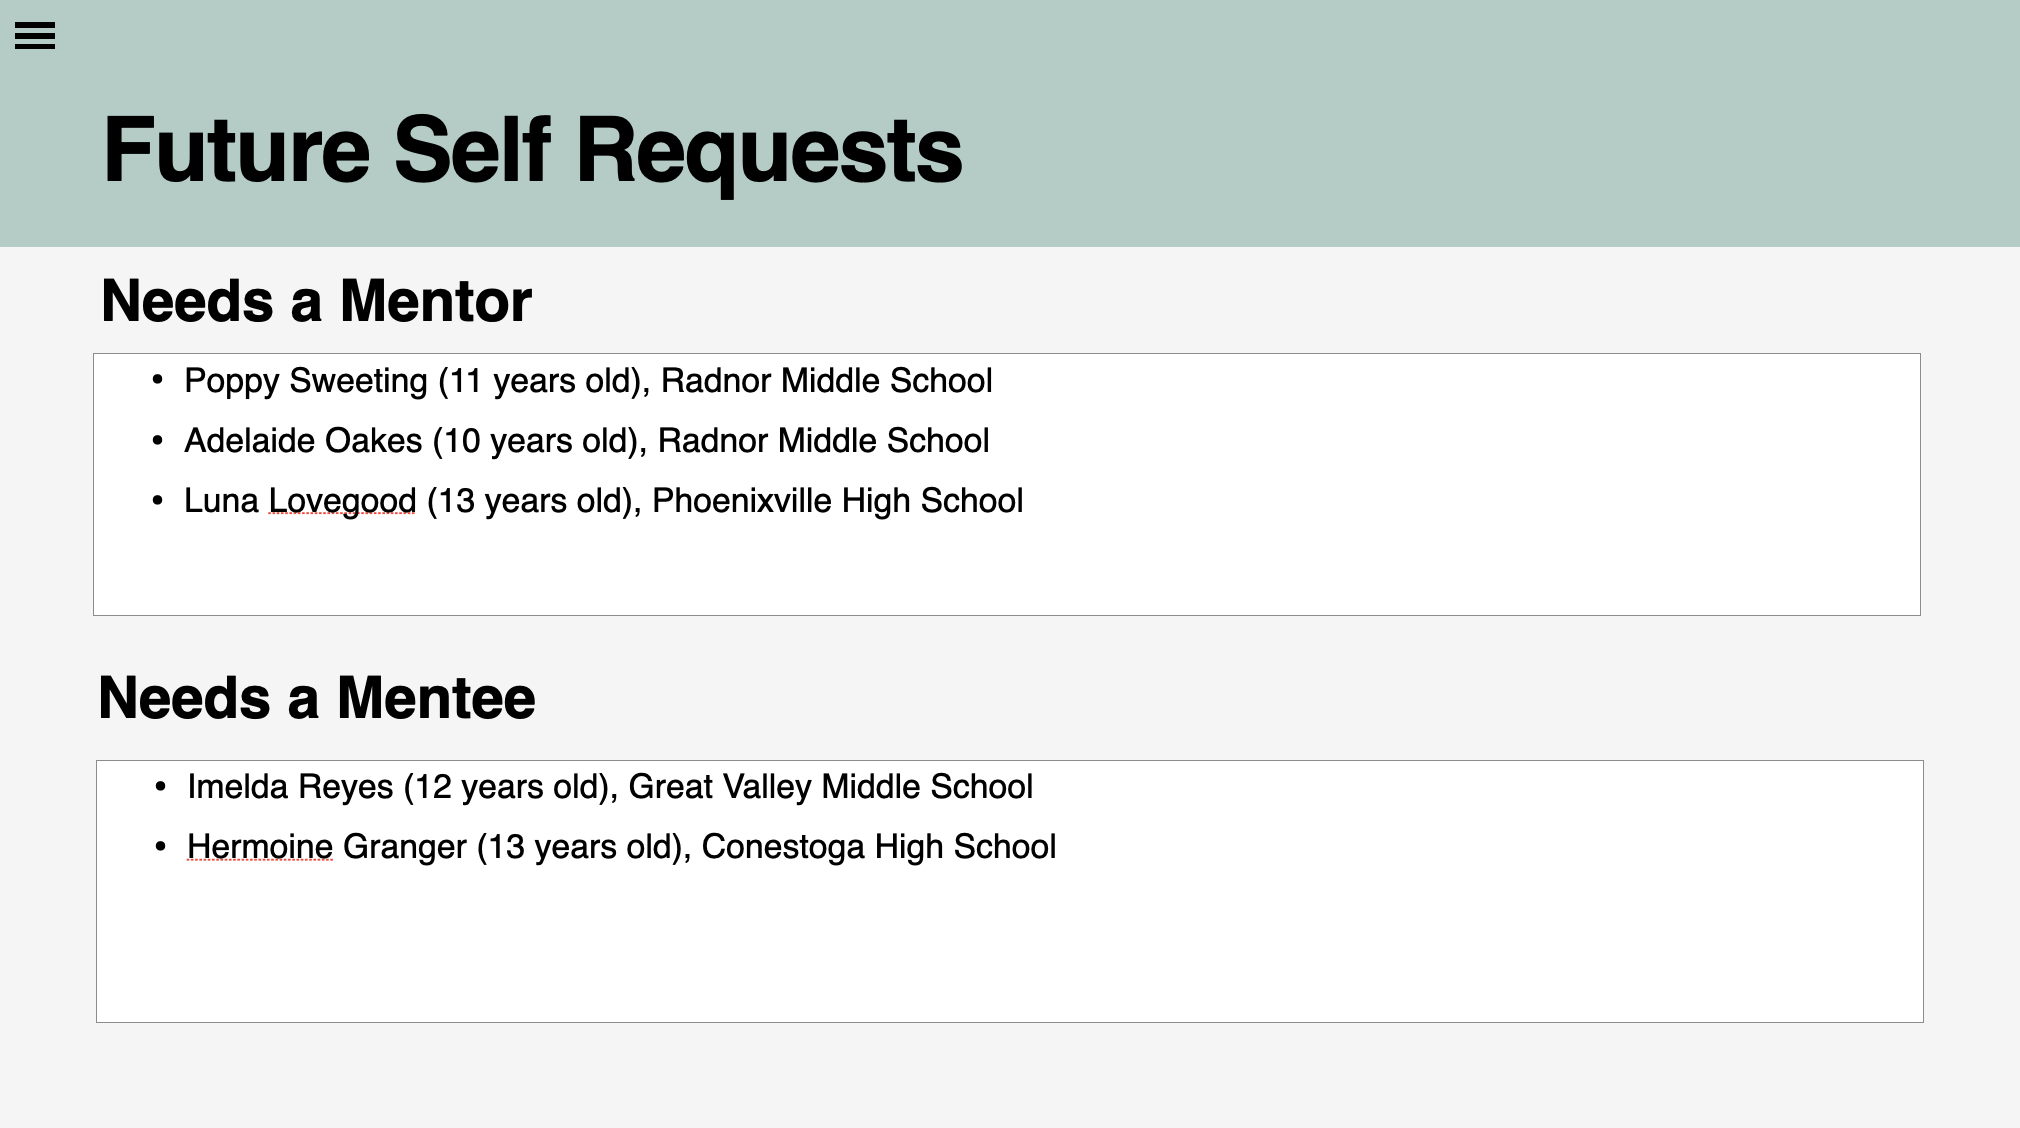 Future Self Requests
Needs a Mentor
• Poppy Sweeting (11 years old), Radnor Middle School
• Adelaide Oakes (10 years old), Radnor Middle School
• Luna Lovegood (13 years old), Phoenixville High School
Needs a Mentee
• Imelda Reyes (12 years old), Great Valley Middle School
• Hermoine Granger (13 years old), Conestoga High School